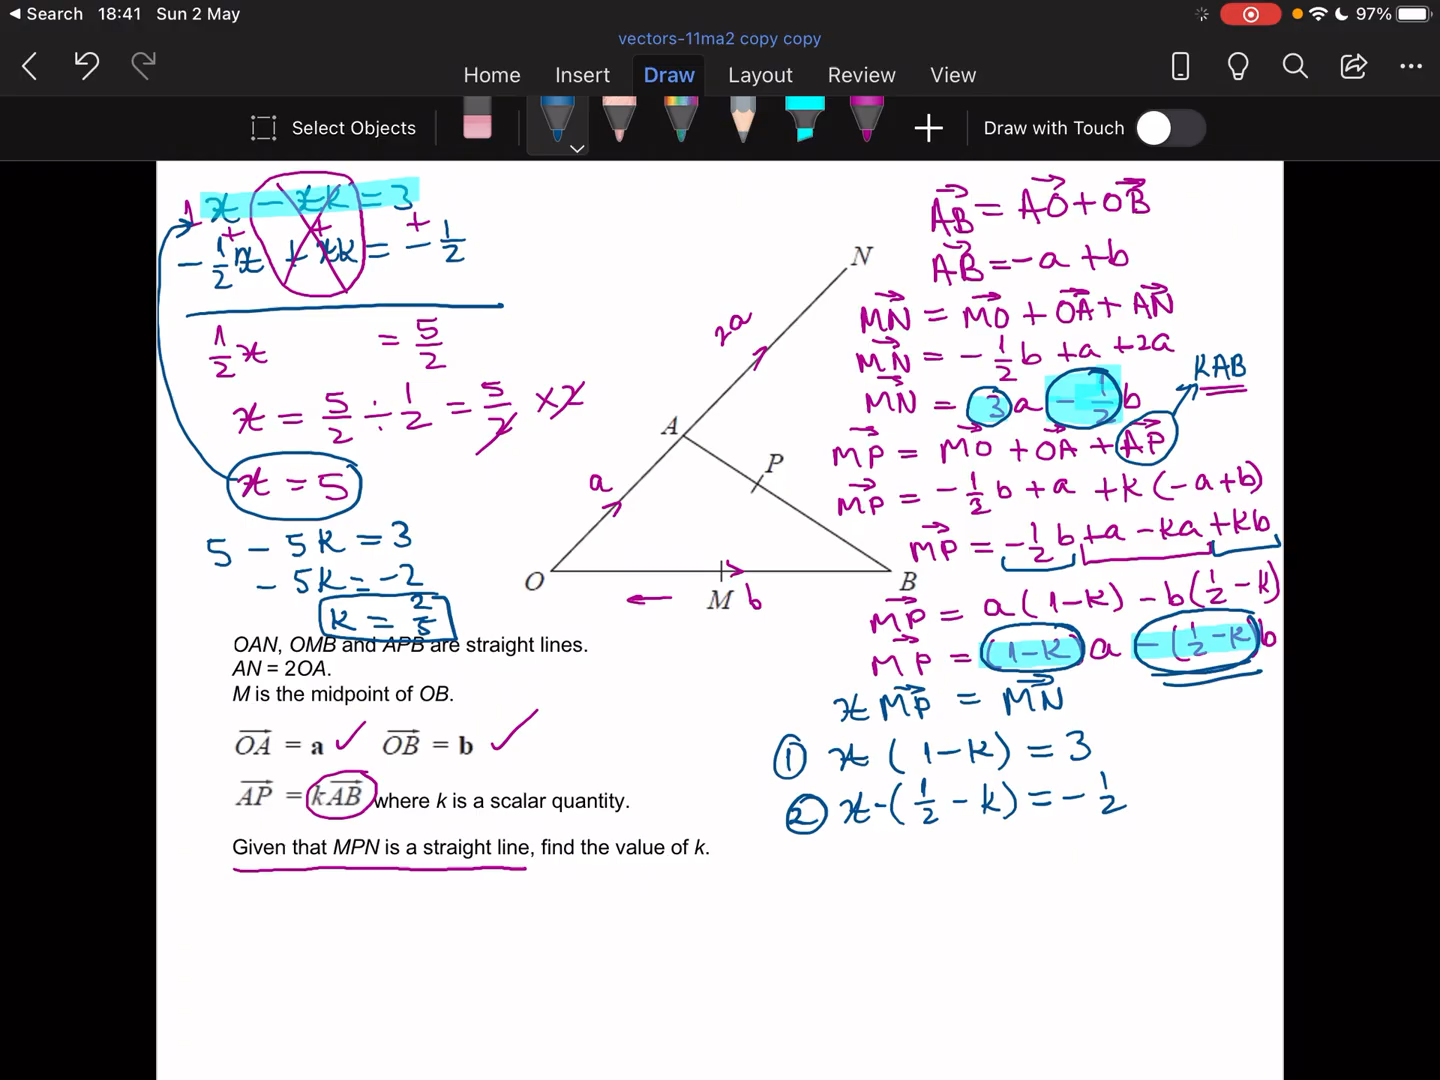 Search 18:41 Sun 2 May 97%
vectors-11ma2 copy copy
Home Insert Draw Layout Review View
Select Objects Draw with Touch
1 x - xk = 3
+ + +
-1/2 x + xk = -1/2
1/2 x = 5/2
x = 5/2 ÷ 1/2 = 5/2 × 2
x = 5
5 - 5k = 3
- 5k = -2
k = 2/5
N
2a
A
P
a
O
M
b
B
AB = AO + OB
AB = -a + b
MN = MO + OA + AN
MN = -1/2 b + a + 2a
KAB
MN = 3a - 1/2 b
MP = MO + OA + AP
MP = -1/2 b + a + k(-a+b)
MP = -1/2 b + a - ka + kb
MP = a(1-k) - b(1/2 - k)
MP = (1-k) a - (1/2 - k) b
x MP = MN
① x (1-k) = 3
② x -(1/2 - k) = -1/2
OAN, OMB and APB are straight lines.
AN = 2OA.
M is the midpoint of OB.
OA = a ✓ OB = b ✓
AP = kAB where k is a scalar quantity.
Given that MPN is a straight line, find the value of k.